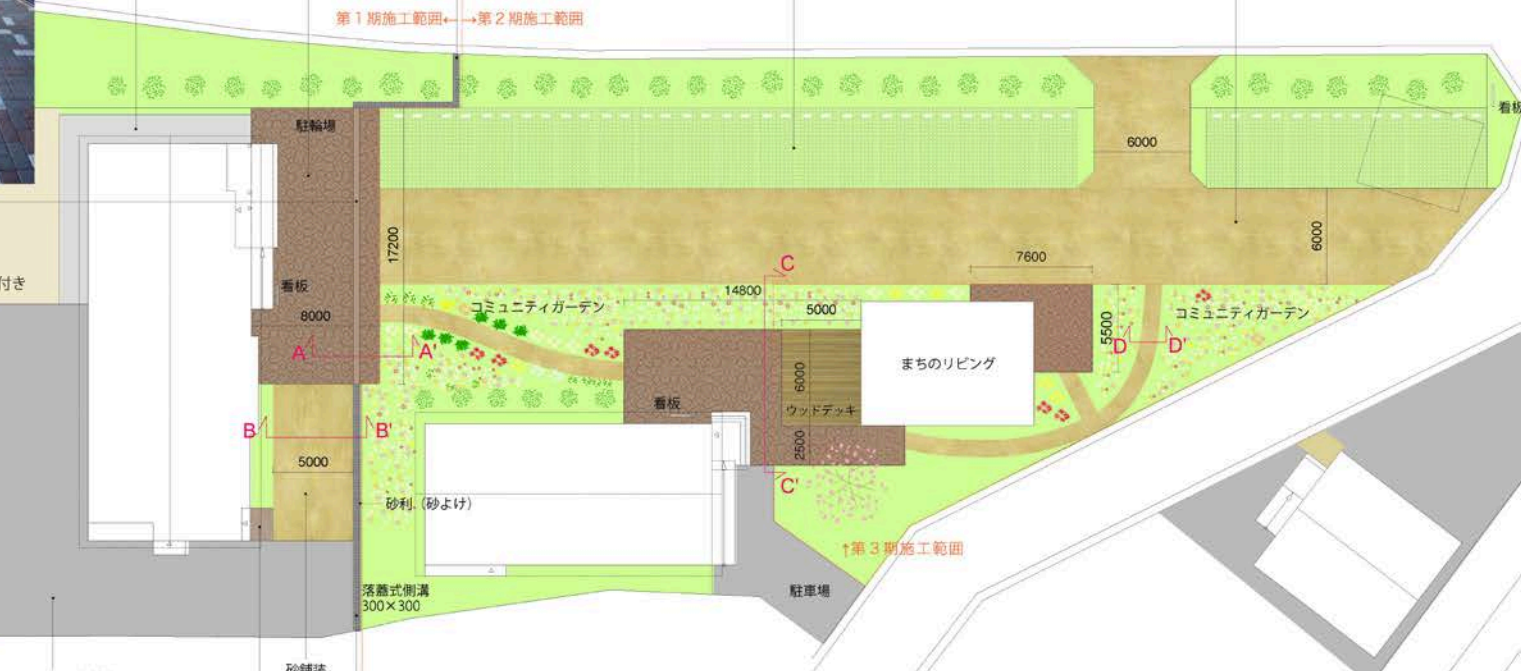 第1期施工範囲←→第2期施工範囲
駐輪場
看板
6000
17200
6000
7600
付き
看板
コミュニティガーデン
14800
5000
コミュニティガーデン
8000
C
A
A'
5500
D
D'
まちのリビング
6000
看板
ウッドデッキ
B
B'
2500
5000
C'
砂利(砂よけ)
↑第3期施工範囲
落蓋式側溝
300×300
駐車場
砂舗装